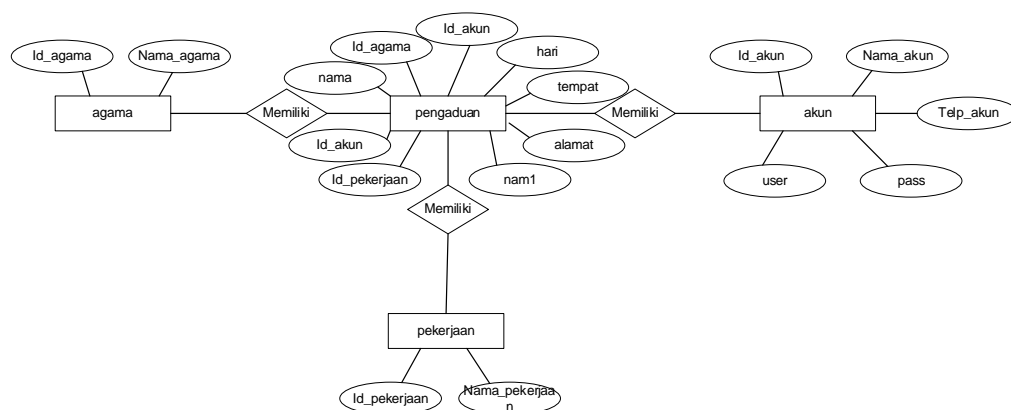 Id_akun
Id_agama
hari
Id_agama
Nama_agama
Id_akun
Nama_akun
nama
tempat
agama
Memiliki
pengaduan
Memiliki
akun
Telp_akun
Id_akun
alamat
Id_pekerjaan
nam1
user
pass
Memiliki
pekerjaan
Id_pekerjaan
Nama_pekerjaa
n